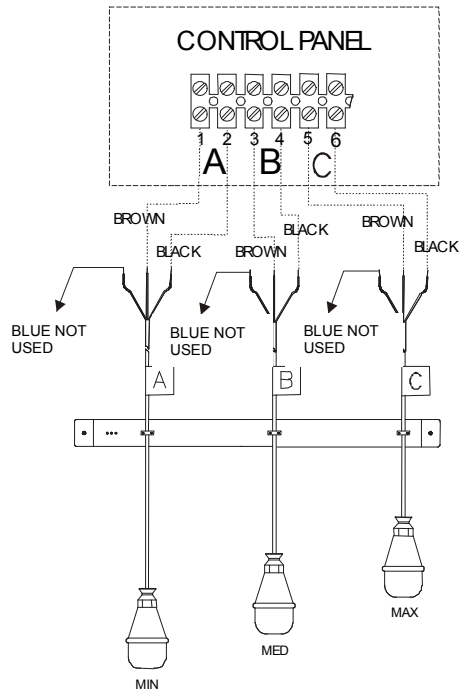 CONTROL PANEL
1 2 3 4 5 6
A B C
BROWN
BLACK
BROWN
BLACK
BROWN
BLACK
BLUE NOT
USED
BLUE NOT
USED
BLUE NOT
USED
A B C
MIN
MED
MAX